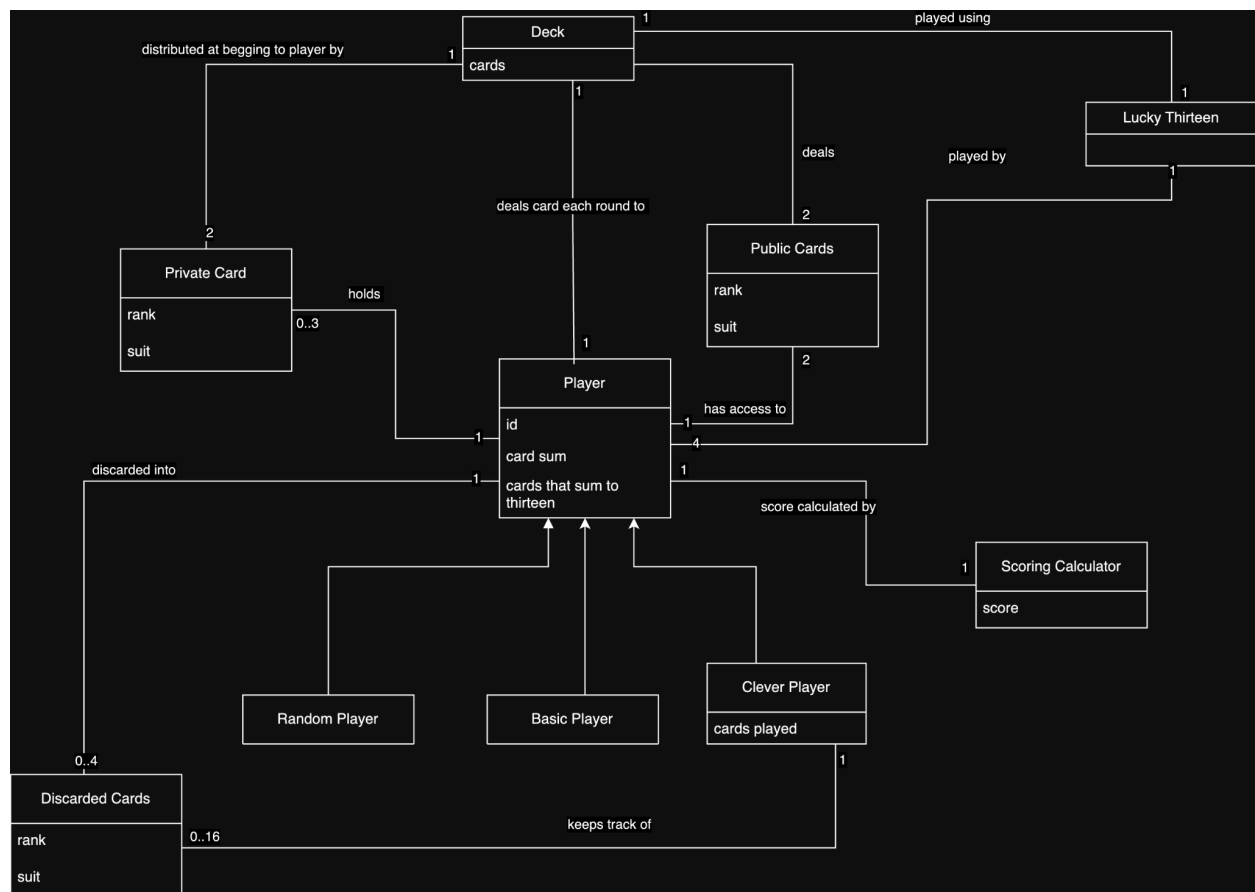 1
played using
Deck
distributed at begging to player by
1
cards
1
1
Lucky Thirteen
deals
played by
1
deals card each round to
2
2
Public Cards
Private Card
rank
holds
rank
0..3
suit
suit
1
2
Player
has access to
id
1
1
4
card sum
discarded into
1
1
cards that sum to
thirteen
score calculated by
1
Scoring Calculator
score
Clever Player
Random Player
Basic Player
cards played
0..4
1
Discarded Cards
keeps track of
0..16
rank
suit